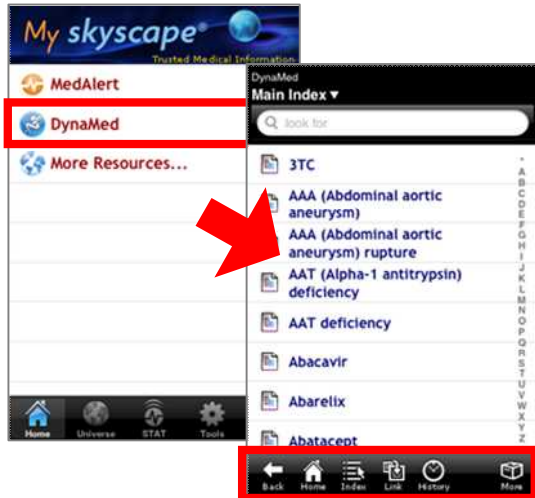 My skyscape®
Trusted Medical Information
MedAlert
DynaMed
More Resources...
Home Universe STAT Tools
DynaMed
Main Index ▼
look for
3TC
AAA (Abdominal aortic
aneurysm)
AAA (Abdominal aortic
aneurysm) rupture
AAT (Alpha-1 antitrypsin)
deficiency
AAT deficiency
Abacavir
Abarelix
Abatacept
*
A
B
C
D
E
F
G
H
I
J
K
L
M
N
O
P
Q
R
S
T
U
V
W
X
Y
Z
Back Home Index Link History More